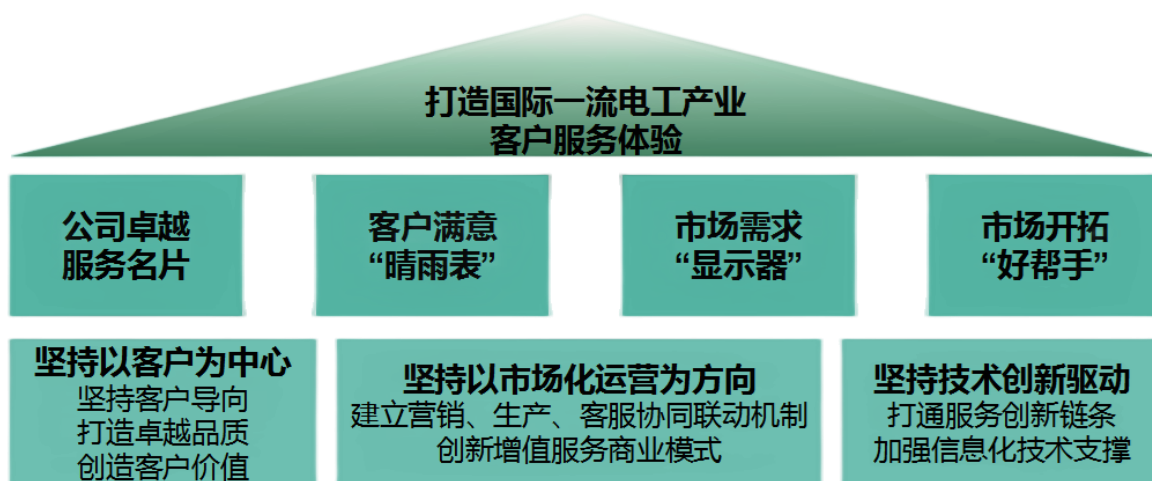 打造国际一流电工产业
客户服务体验
公司卓越
服务名片
客户满意
“晴雨表”
市场需求
“显示器”
市场开拓
“好帮手”
坚持以客户为中心
坚持客户导向
打造卓越品质
创造客户价值
坚持以市场化运营为方向
建立营销、生产、客服协同联动机制
创新增值服务商业模式
坚持技术创新驱动
打通服务创新链条
加强信息化技术支撑